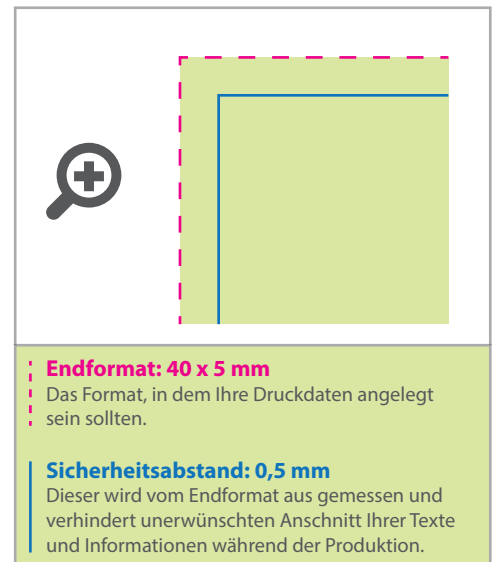 Endformat: 40 x 5 mm
Das Format, in dem Ihre Druckdaten angelegt
sein sollten.
Sicherheitsabstand: 0,5 mm
Dieser wird vom Endformat aus gemessen und
verhindert unerwünschten Anschnitt Ihrer Texte
und Informationen während der Produktion.